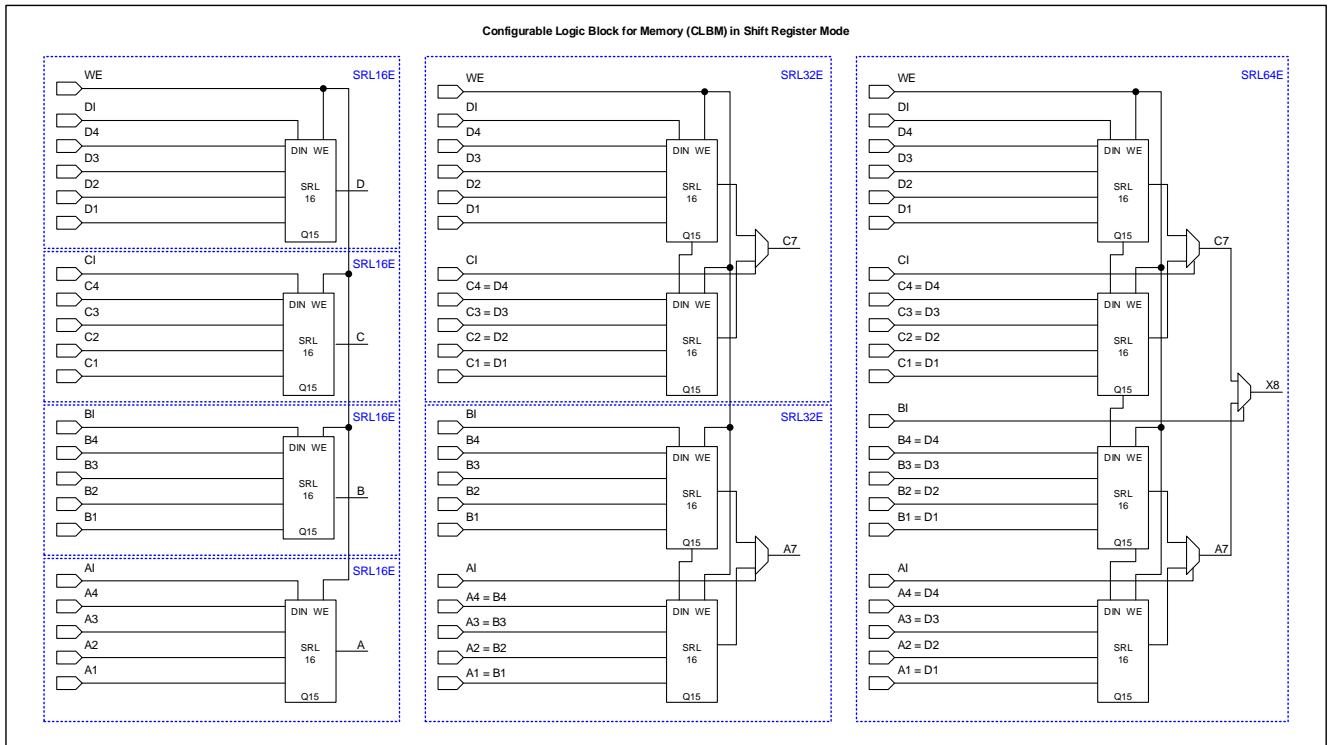 Configurable Logic Block for Memory (CLBM) in Shift Register Mode
SRL16E
WE
DI
D4
D3
D2
D1
DIN WE
SRL
16
Q15
D
SRL16E
CI
C4
C3
C2
C1
DIN WE
SRL
16
Q15
C
SRL16E
BI
B4
B3
B2
B1
DIN WE
SRL
16
Q15
B
SRL16E
AI
A4
A3
A2
A1
DIN WE
SRL
16
Q15
A
SRL32E
WE
DI
D4
D3
D2
D1
DIN WE
SRL
16
Q15
C7
CI
C4 = D4
C3 = D3
C2 = D2
C1 = D1
DIN WE
SRL
16
Q15
SRL32E
BI
B4
B3
B2
B1
DIN WE
SRL
16
Q15
A7
AI
A4 = B4
A3 = B3
A2 = B2
A1 = B1
DIN WE
SRL
16
Q15
SRL64E
WE
DI
D4
D3
D2
D1
DIN WE
SRL
16
Q15
C7
CI
C4 = D4
C3 = D3
C2 = D2
C1 = D1
DIN WE
SRL
16
Q15
X8
BI
B4 = D4
B3 = D3
B2 = D2
B1 = D1
DIN WE
SRL
16
Q15
A7
AI
A4 = D4
A3 = D3
A2 = D2
A1 = D1
DIN WE
SRL
16
Q15